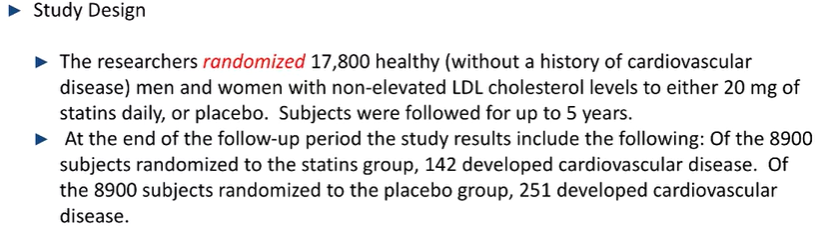 Study Design
The researchers randomized 17,800 healthy (without a history of cardiovascular
disease) men and women with non-elevated LDL cholesterol levels to either 20 mg of
statins daily, or placebo. Subjects were followed for up to 5 years.
At the end of the follow-up period the study results include the following: Of the 8900
subjects randomized to the statins group, 142 developed cardiovascular disease. Of
the 8900 subjects randomized to the placebo group, 251 developed cardiovascular
disease.